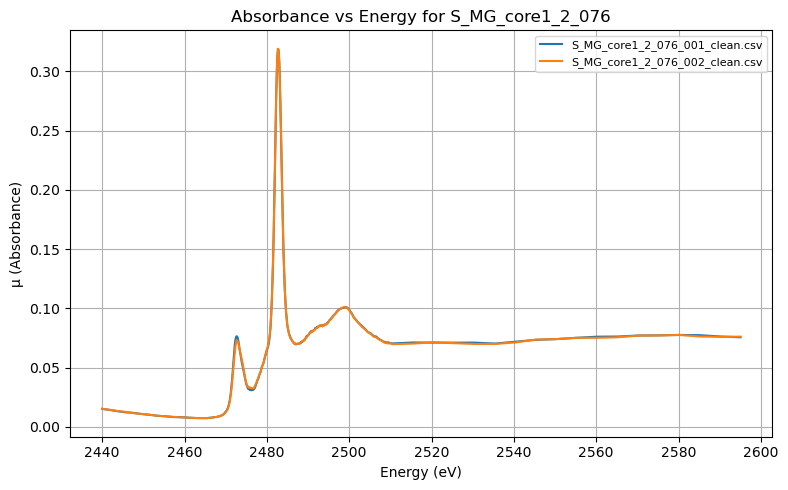 Absorbance vs Energy for S_MG_core1_2_076
S_MG_core1_2_076_001_clean.csv
S_MG_core1_2_076_002_clean.csv
0.30
0.25
0.20
0.15
0.10
0.05
0.00
μ (Absorbance)
2440 2460 2480 2500 2520 2540 2560 2580 2600
Energy (eV)